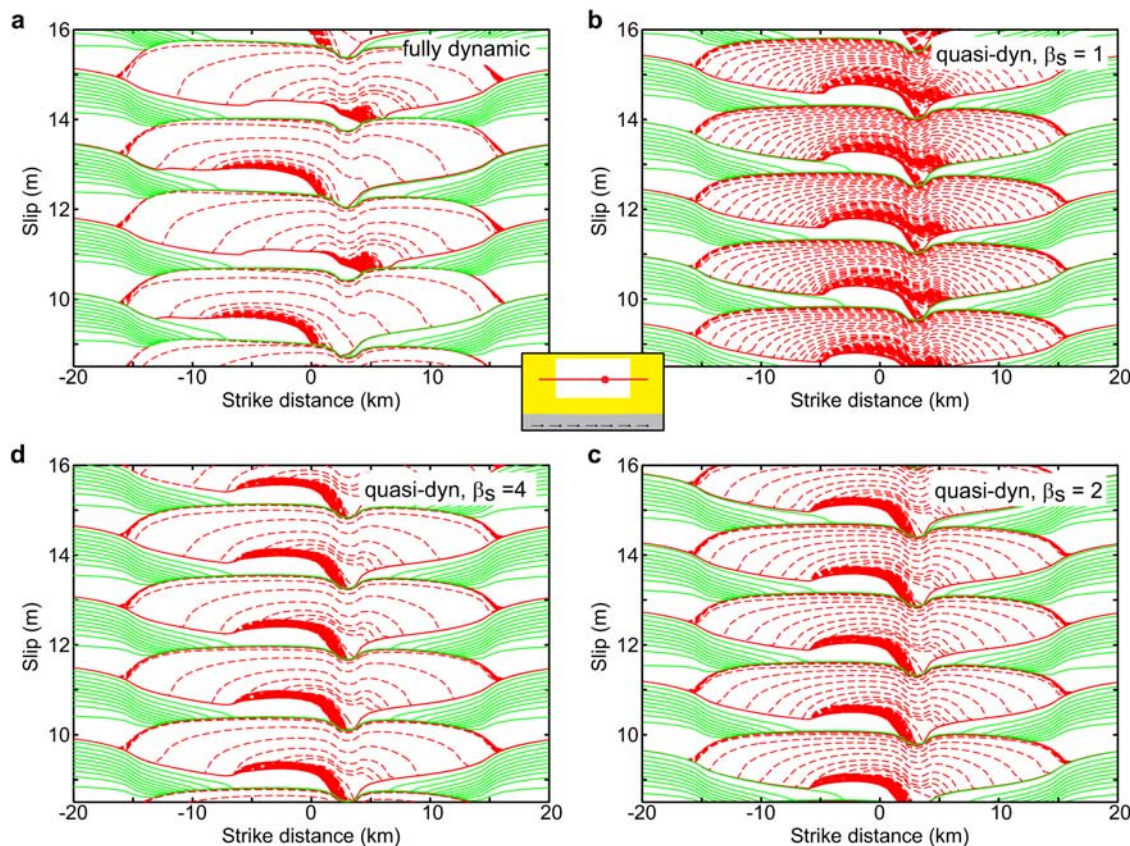 a
fully dynamic
16
14
12
10
Slip (m)
-20
-10
0
10
Strike distance (km)
b
quasi-dyn, βs = 1
16
14
12
10
Slip (m)
-10
0
10
20
Strike distance (km)
d
quasi-dyn, βs =4
16
14
12
10
Slip (m)
-20
-10
0
10
Strike distance (km)
c
quasi-dyn, βs = 2
16
14
12
10
Slip (m)
-20
-10
0
10
20
Strike distance (km)